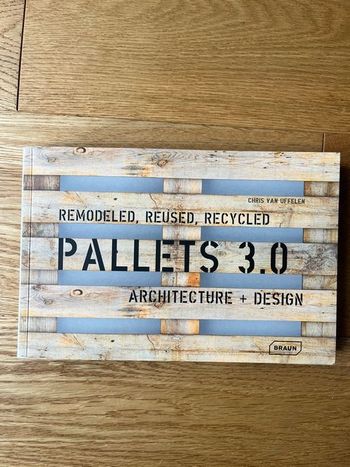 CHRIS VAN UFFELEN
REMODELED, REUSED, RECYCLED
PALLETS 3.0
ARCHITECTURE + DESIGN
BRAUN